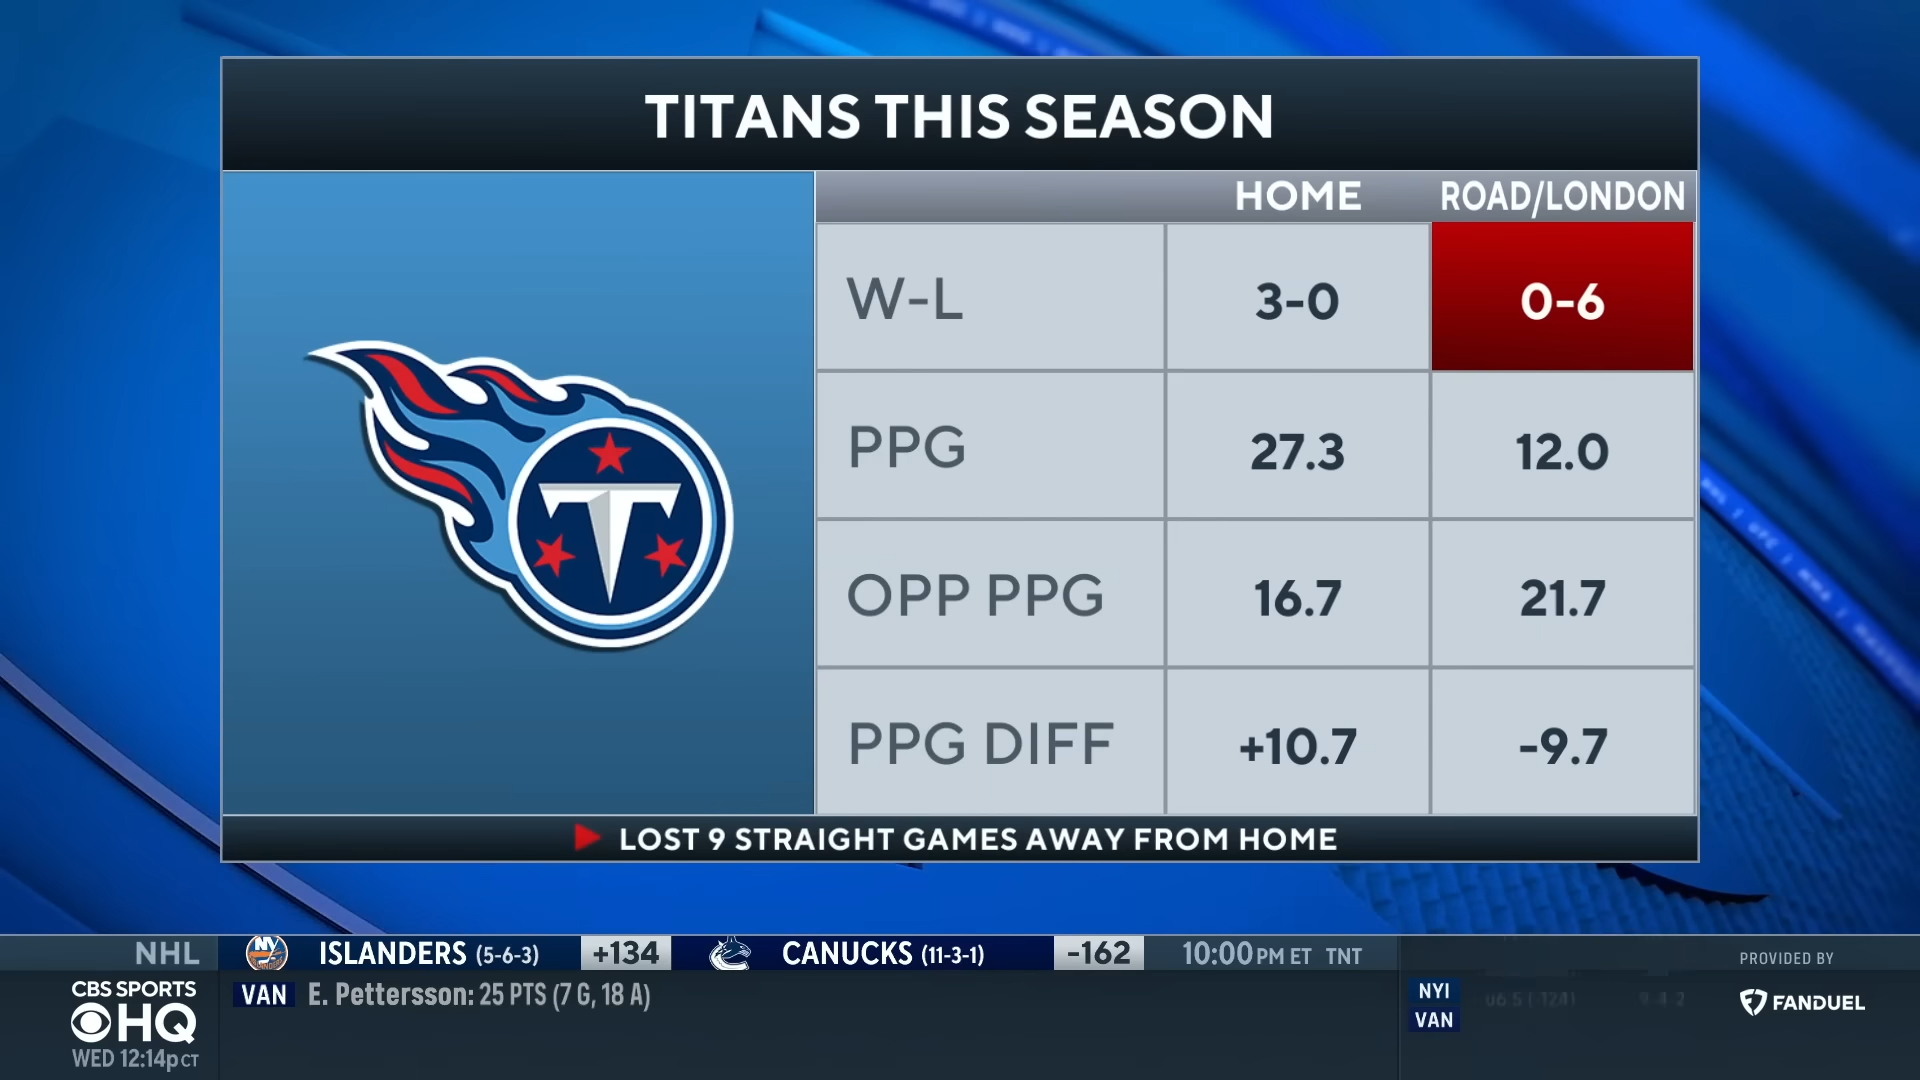 TITANS THIS SEASON
HOME ROAD/LONDON
W-L 3-0 0-6
PPG 27.3 12.0
OPP PPG 16.7 21.7
PPG DIFF +10.7 -9.7
LOST 9 STRAIGHT GAMES AWAY FROM HOME
NHL NY ISLANDERS (5-6-3) +134 CANUCKS (11-3-1) -162 10:00PM ET TNT
PROVIDED BY
CBS SPORTS
HQ
WED 12:14p CT
VAN E. Pettersson: 25 PTS (7 G, 18 A)
NYI
VAN
FANDUEL